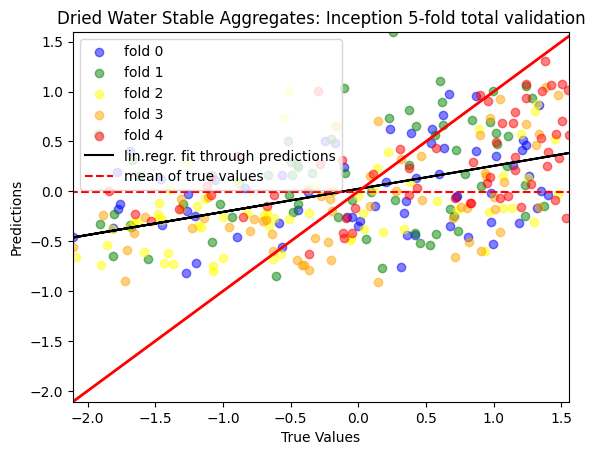 Dried Water Stable Aggregates: Inception 5-fold total validation
fold 0
fold 1
fold 2
fold 3
fold 4
lin.regr. fit through predictions
mean of true values
Predictions
1.5
1.0
0.5
0.0
−0.5
−1.0
−1.5
−2.0
−2.0 −1.5 −1.0 −0.5 0.0 0.5 1.0 1.5
True Values